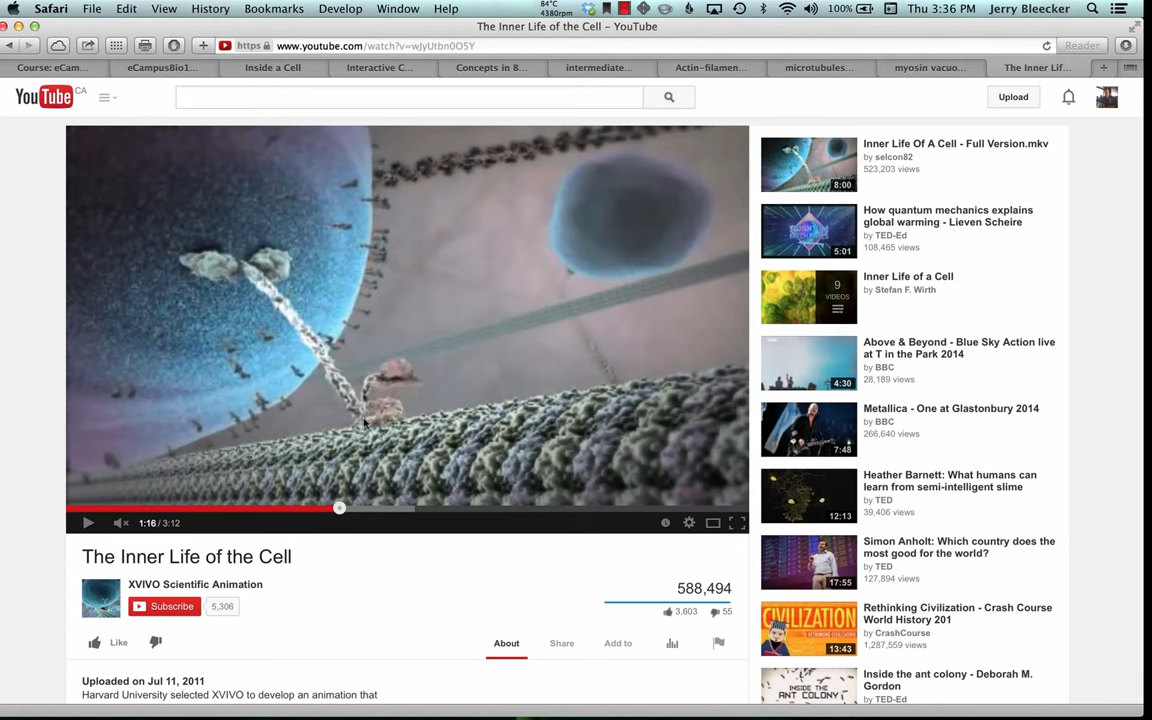 Safari File Edit View History Bookmarks Develop Window Help 84°C 4380rpm 100% Thu 3:36 PM Jerry Bleecker
The Inner Life of the Cell – YouTube
https www.youtube.com/watch?v=wJyUtbn0O5Y Reader
Course: eCam... eCampusBio1... Inside a Cell Interactive C... Concepts in B... intermediate... Actin-filamen... microtubules... myosin vacuo... The Inner Lif...
YouTube CA
Upload
Inner Life Of A Cell - Full Version.mkv
by selcon82
523,203 views
8:00
How quantum mechanics explains
global warming - Lieven Scheire
by TED-Ed
108,465 views
5:01
Inner Life of a Cell
by Stefan F. Wirth
9
VIDEOS
Above & Beyond - Blue Sky Action live
at T in the Park 2014
by BBC
28,189 views
4:30
Metallica - One at Glastonbury 2014
by BBC
266,640 views
7:48
Heather Barnett: What humans can
learn from semi-intelligent slime
by TED
39,406 views
12:13
Simon Anholt: Which country does the
most good for the world?
by TED
127,894 views
17:55
Rethinking Civilization - Crash Course
World History 201
by CrashCourse
1,287,559 views
CIVILIZATION
13:43
Inside the ant colony - Deborah M.
Gordon
by TED-Ed
INSIDE THE
ANT COLONY
1:16 / 3:12
The Inner Life of the Cell
XVIVO Scientific Animation
Subscribe 5,306
588,494
3,603 55
Like About Share Add to
Uploaded on Jul 11, 2011
Harvard University selected XVIVO to develop an animation that